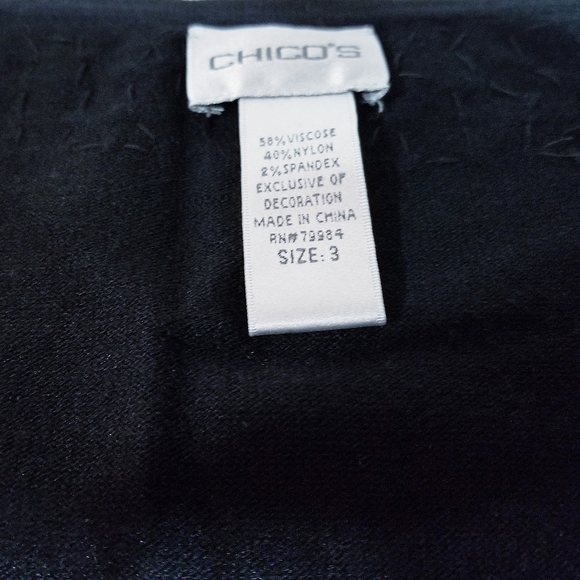 CHICO'S
58% VISCOSE
40% NYLON
2% SPANDEX
EXCLUSIVE OF
DECORATION
MADE IN CHINA
RN# 79984
SIZE: 3